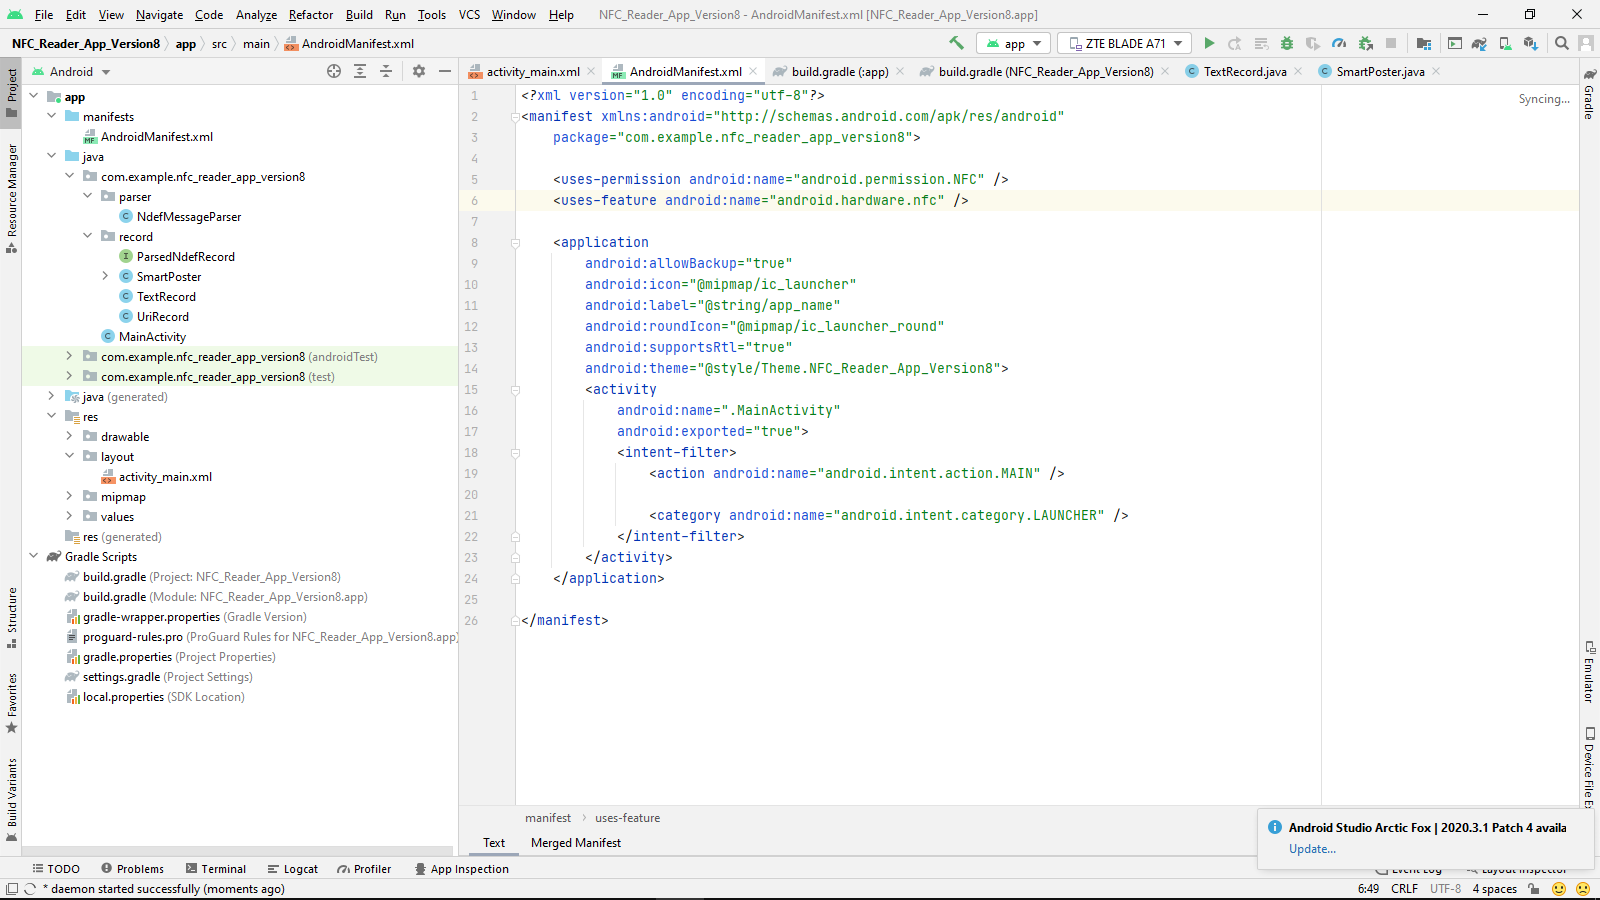 File Edit View Navigate Code Analyze Refactor Build Run Tools VCS Window Help NFC_Reader_App_Version8 - AndroidManifest.xml [NFC_Reader_App_Version8.app]
NFC_Reader_App_Version8 app src main AndroidManifest.xml app ZTE BLADE A71
Project
Resource Manager
Structure
Favorites
Build Variants
Android
app
manifests
AndroidManifest.xml
java
com.example.nfc_reader_app_version8
parser
NdefMessageParser
record
ParsedNdefRecord
SmartPoster
TextRecord
UriRecord
MainActivity
com.example.nfc_reader_app_version8 (androidTest)
com.example.nfc_reader_app_version8 (test)
java (generated)
res
drawable
layout
activity_main.xml
mipmap
values
res (generated)
Gradle Scripts
build.gradle (Project: NFC_Reader_App_Version8)
build.gradle (Module: NFC_Reader_App_Version8.app)
gradle-wrapper.properties (Gradle Version)
proguard-rules.pro (ProGuard Rules for NFC_Reader_App_Version8.app)
gradle.properties (Project Properties)
settings.gradle (Project Settings)
local.properties (SDK Location)
activity_main.xml AndroidManifest.xml build.gradle (:app) build.gradle (NFC_Reader_App_Version8) TextRecord.java SmartPoster.java
Syncing...
1 <?xml version="1.0" encoding="utf-8"?>
2 <manifest xmlns:android="http://schemas.android.com/apk/res/android"
3 package="com.example.nfc_reader_app_version8">
4
5 <uses-permission android:name="android.permission.NFC" />
6 <uses-feature android:name="android.hardware.nfc" />
7
8 <application
9 android:allowBackup="true"
10 android:icon="@mipmap/ic_launcher"
11 android:label="@string/app_name"
12 android:roundIcon="@mipmap/ic_launcher_round"
13 android:supportsRtl="true"
14 android:theme="@style/Theme.NFC_Reader_App_Version8">
15 <activity
16 android:name=".MainActivity"
17 android:exported="true">
18 <intent-filter>
19 <action android:name="android.intent.action.MAIN" />
20
21 <category android:name="android.intent.category.LAUNCHER" />
22 </intent-filter>
23 </activity>
24 </application>
25
26 </manifest>
manifest uses-feature
Text Merged Manifest
Gradle
Emulator
Device File Ex
Android Studio Arctic Fox | 2020.3.1 Patch 4 availa
Update...
TODO Problems Terminal Logcat Profiler App Inspection Event Log Layout Inspector
* daemon started successfully (moments ago) 6:49 CRLF UTF-8 4 spaces